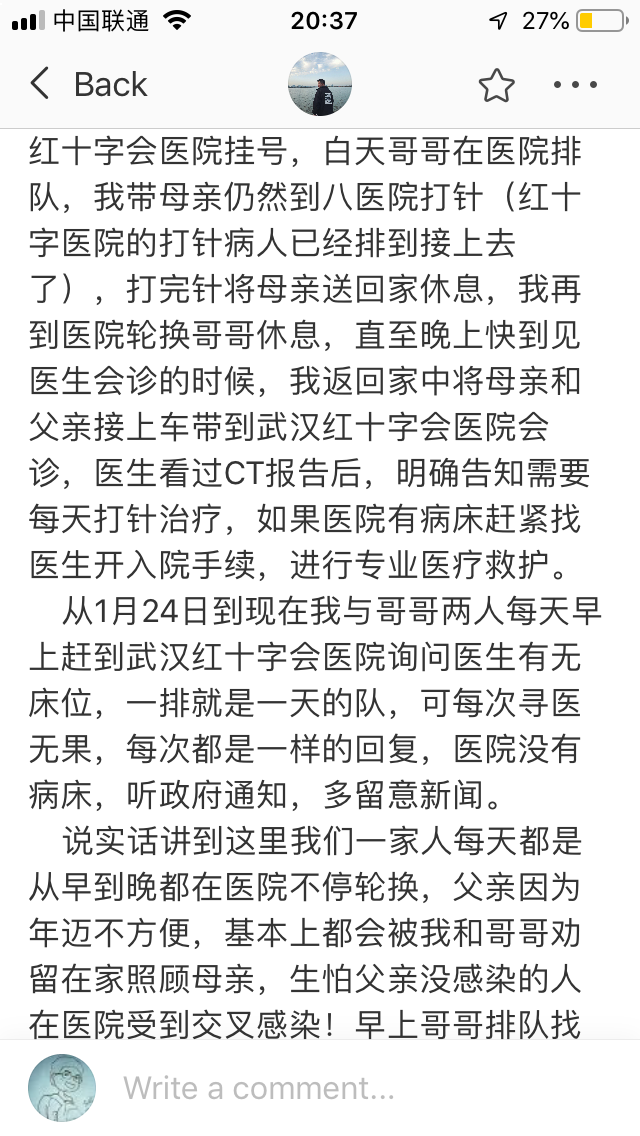 中国联通 20:37 27%
Back
红十字会医院挂号，白天哥哥在医院排
队，我带母亲仍然到八医院打针（红十
字医院的打针病人已经排到接上去
了），打完针将母亲送回家休息，我再
到医院轮换哥哥休息，直至晚上快到见
医生会诊的时候，我返回家中将母亲和
父亲接上车带到武汉红十字会医院会
诊，医生看过CT报告后，明确告知需要
每天打针治疗，如果医院有病床赶紧找
医生开入院手续，进行专业医疗救护。
从1月24日到现在我与哥哥两人每天早
上赶到武汉红十字会医院询问医生有无
床位，一排就是一天的队，可每次寻医
无果，每次都是一样的回复，医院没有
病床，听政府通知，多留意新闻。
说实话讲到这里我们一家人每天都是
从早到晚都在医院不停轮换，父亲因为
年迈不方便，基本上都会被我和哥哥劝
留在家照顾母亲，生怕父亲没感染的人
在医院受到交叉感染！早上哥哥排队找
Write a comment...